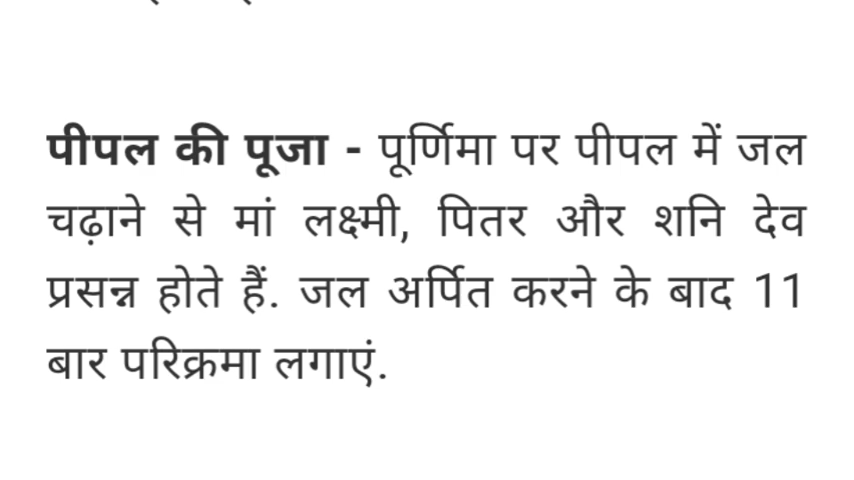 पीपल की पूजा - पूर्णिमा पर पीपल में जल
चढ़ाने से मां लक्ष्मी, पितर और शनि देव
प्रसन्न होते हैं. जल अर्पित करने के बाद 11
बार परिक्रमा लगाएं.